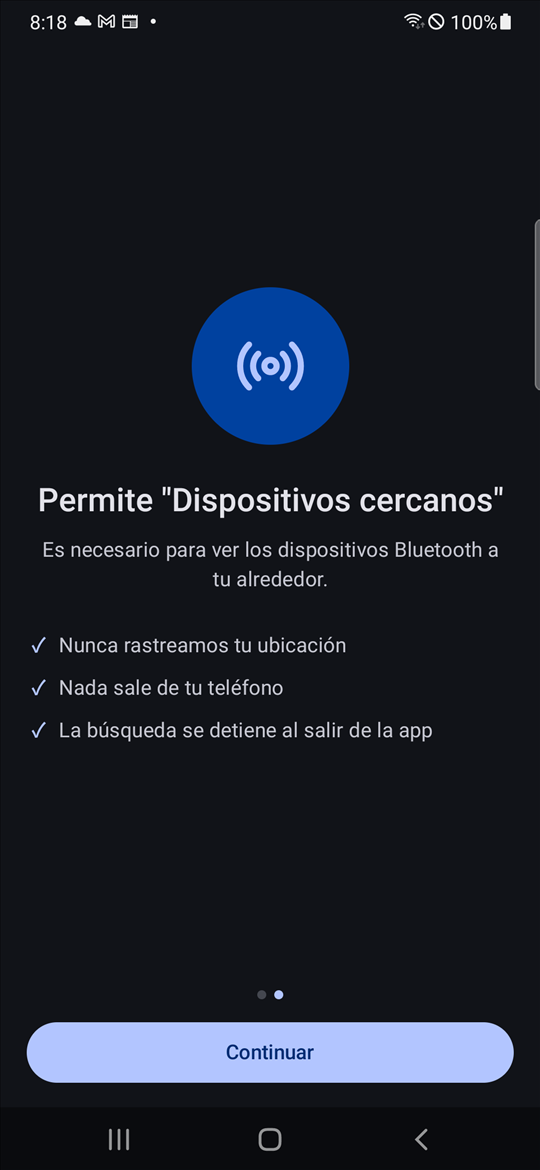 8:18
100%
Permite "Dispositivos cercanos"
Es necesario para ver los dispositivos Bluetooth a
tu alrededor.
✓ Nunca rastreamos tu ubicación
✓ Nada sale de tu teléfono
✓ La búsqueda se detiene al salir de la app
Continuar